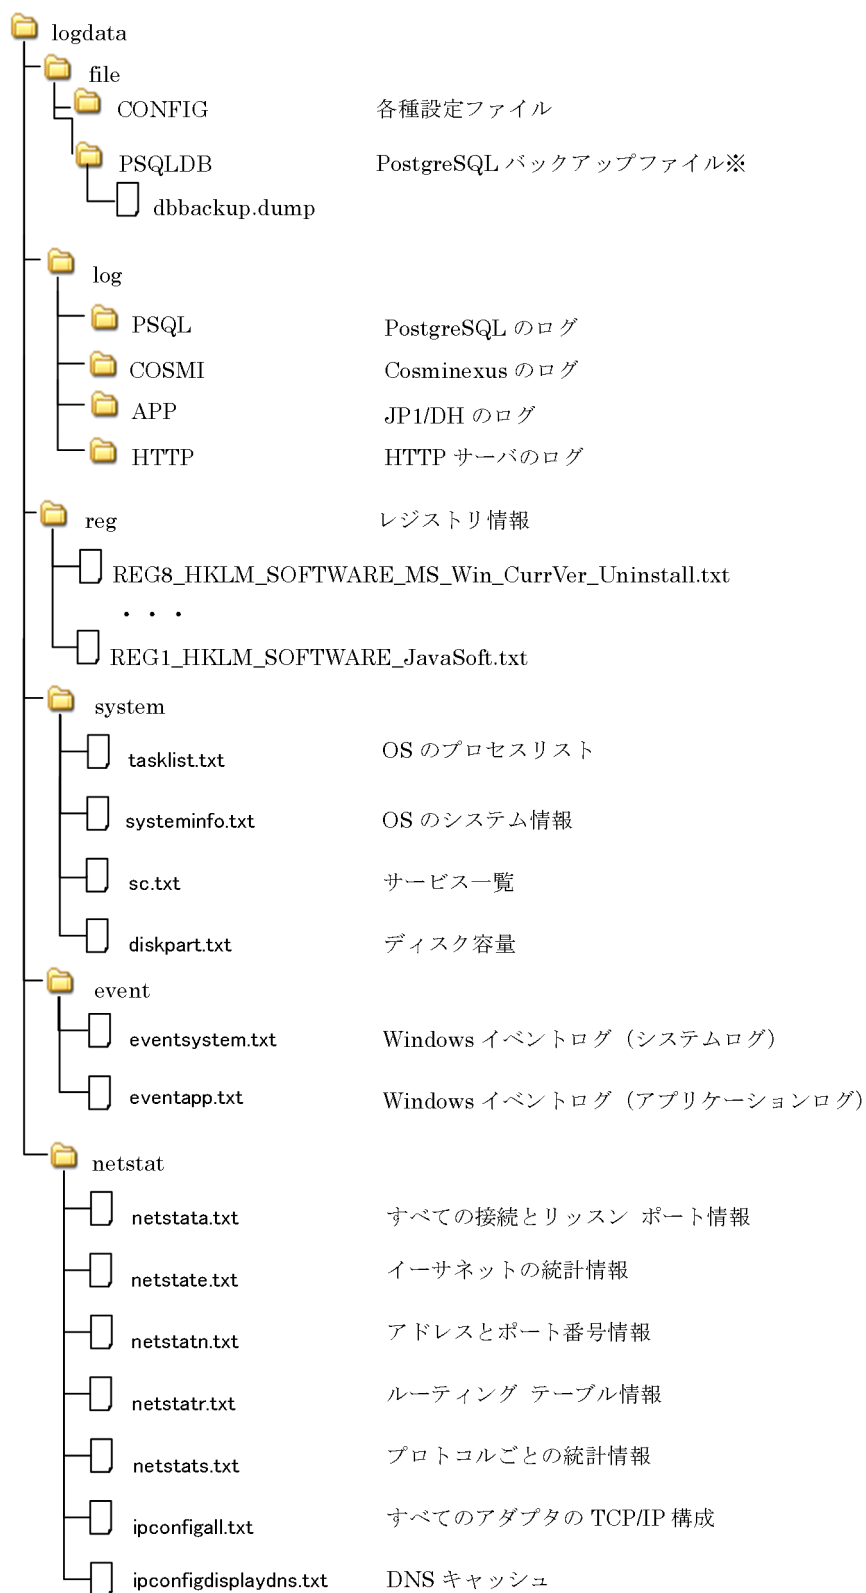 logdata
file
CONFIG 各種設定ファイル
PSQLDB PostgreSQL バックアップファイル※
dbbackup.dump
log
PSQL PostgreSQL のログ
COSMI Cosminexus のログ
APP JP1/DH のログ
HTTP HTTP サーバのログ
reg レジストリ情報
REG8_HKLM_SOFTWARE_MS_Win_CurrVer_Uninstall.txt
・・・
REG1_HKLM_SOFTWARE_JavaSoft.txt
system
tasklist.txt OS のプロセスリスト
systeminfo.txt OS のシステム情報
sc.txt サービス一覧
diskpart.txt ディスク容量
event
eventsystem.txt Windows イベントログ（システムログ）
eventapp.txt Windows イベントログ（アプリケーションログ）
netstat
netstata.txt すべての接続とリッスン ポート情報
netstate.txt イーサネットの統計情報
netstatn.txt アドレスとポート番号情報
netstatr.txt ルーティング テーブル情報
netstats.txt プロトコルごとの統計情報
ipconfigall.txt すべてのアダプタの TCP/IP 構成
ipconfigdisplaydns.txt DNS キャッシュ